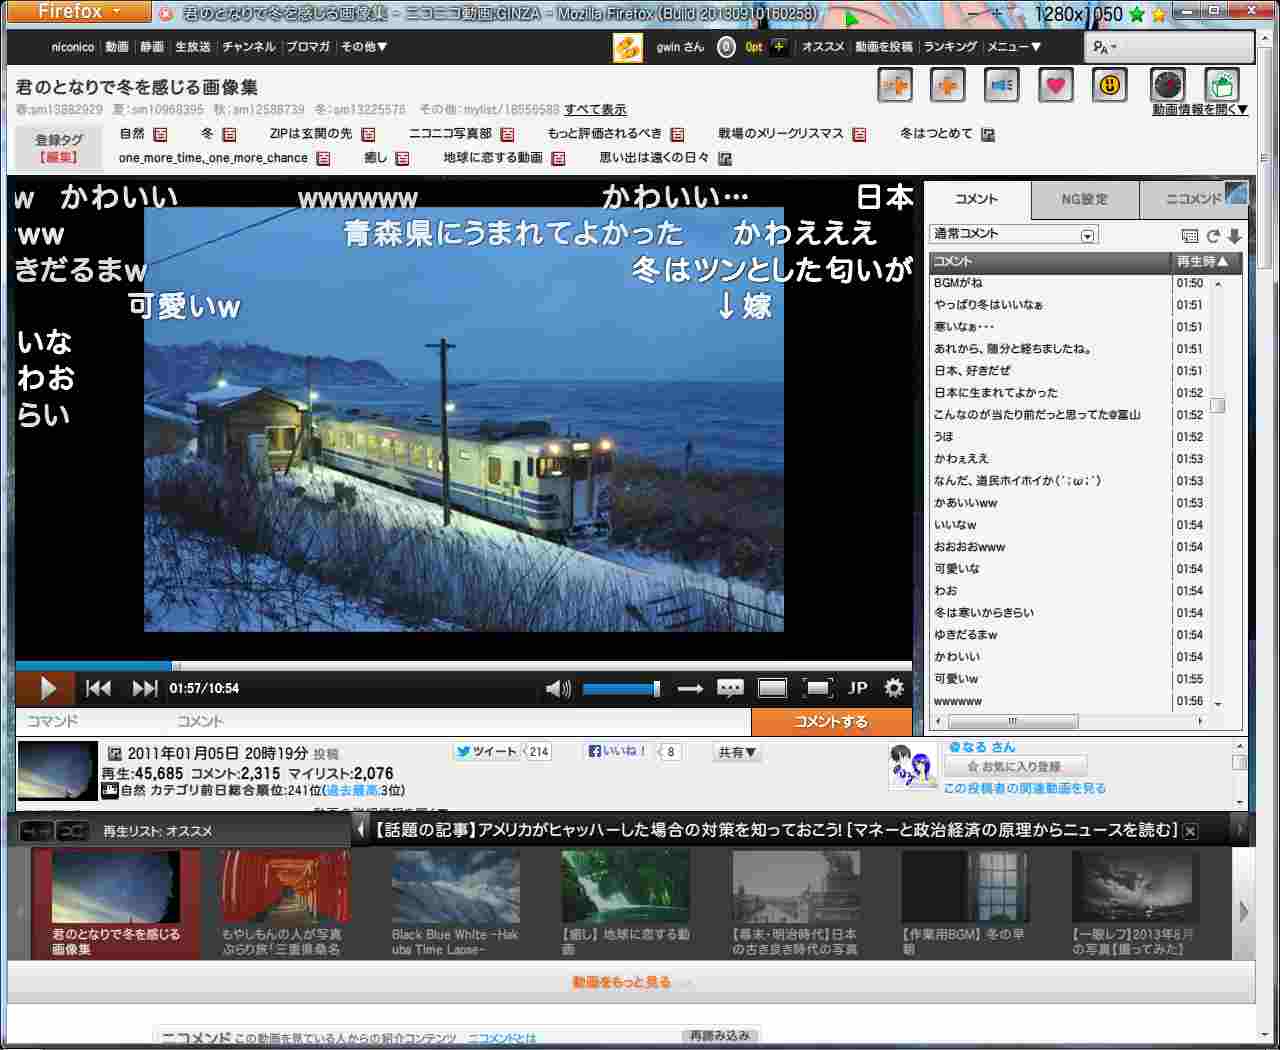 Firefox
君のとなりで冬を感じる画像集 - ニコニコ動画:GINZA - Mozilla Firefox (Build 20130910160258)
1280x1050
niconico 動画 静画 生放送 チャンネル ブロマガ その他▼
gwin さん 0 0pt + オススメ 動画を投稿 ランキング メニュー▼
君のとなりで冬を感じる画像集
春:sm13882929 夏:sm10968395 秋:sm12588739 冬:sm13225576 その他:mylist/18559588 すべて表示
動画情報を開く▼
登録タグ
【編集】
自然 冬 ZIPは玄関の先 ニコニコ写真部 もっと評価されるべき 戦場のメリークリスマス 冬はつとめて
one_more_time,_one_more_chance 癒し 地球に恋する動画 思い出は遠くの日々
w かわいい wwwwww かわいい… 日本
ww 青森県にうまれてよかった かわえええ
きだるまw 冬はツンとした匂いが
可愛いw ↓嫁
いな
わお
らい
コメント NG設定 ニコメンド
通常コメント
コメント 再生時▲
BGMがね 01:50
やっぱり冬はいいなぁ 01:51
寒いなぁ・・・ 01:51
あれから、随分と経ちましたね。 01:51
日本、好きだぜ 01:51
日本に生まれてよかった 01:52
こんなのが当たり前だっと思ってた@富山 01:52
うほ 01:52
かわぇええ 01:53
なんだ、道民ホイホイか(´;ω;｀) 01:53
かあいいww 01:53
いいなw 01:54
おおおおwww 01:54
可愛いな 01:54
わお 01:54
冬は寒いからきらい 01:54
ゆきだるまw 01:54
かわいい 01:54
可愛いw 01:55
wwwwww 01:56
01:57/10:54
JP
コマンド コメント コメントする
2011年01月05日 20時19分 投稿
再生:45,685 コメント:2,315 マイリスト:2,076
自然 カテゴリ前日総合順位:241位(過去最高:3位)
ツイート 214 いいね！ 8 共有▼
@なる さん
☆お気に入り登録
この投稿者の関連動画を見る
再生リスト: オススメ
【話題の記事】アメリカがヒャッハーした場合の対策を知っておこう! [マネーと政治経済の原理からニュースを読む]
君のとなりで冬を感じる
画像集
もやしもんの人が写真
ぶらり旅「三重県桑名
Black Blue White -Hak
uba Time Lapse-
【癒し】 地球に恋する動
画
【幕末・明治時代】日本
の古き良き時代の写真
【作業用BGM】 冬の早
朝
【一眼レフ】2013年8月
の写真【撮ってみた】
動画をもっと見る
ニコメンド この動画を見ている人からの紹介コンテンツ ニコメンドとは 再読み込み